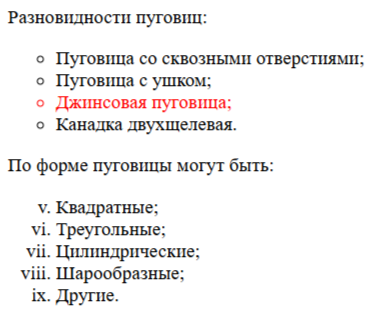 Разновидности пуговиц:
Пуговица со сквозными отверстиями;
Пуговица с ушком;
Джинсовая пуговица;
Канадка двухщелевая.
По форме пуговицы могут быть:
v. Квадратные;
vi. Треугольные;
vii. Цилиндрические;
viii. Шарообразные;
ix. Другие.